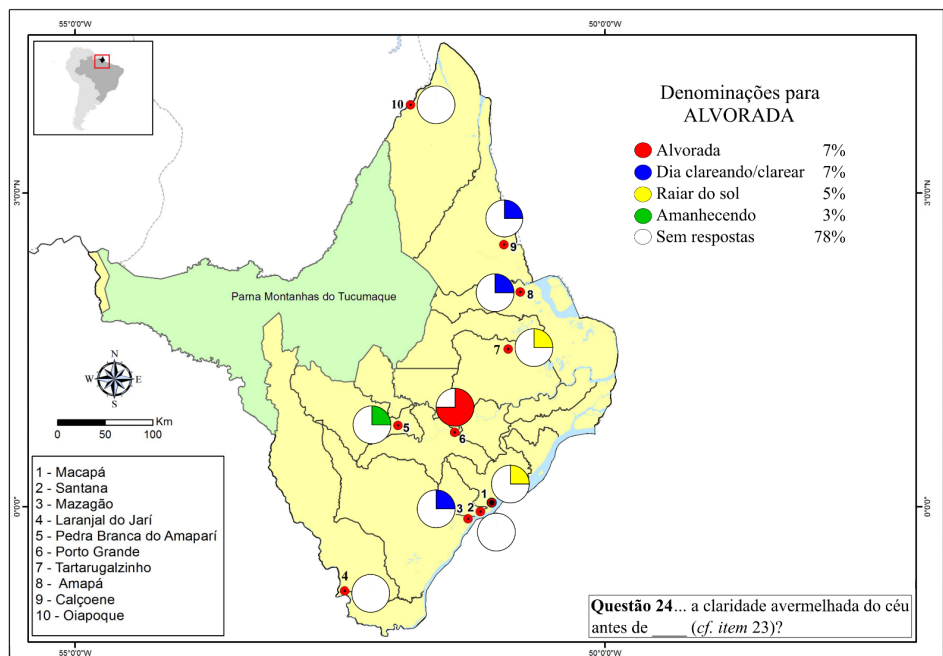 55°0'0"W
50°0'0"W
Denominações para
ALVORADA
Alvorada 7%
Dia clareando/clarear 7%
Raiar do sol 5%
Amanhecendo 3%
Sem respostas 78%
3°0'0"N
3°0'0"N
10
9
8
Parna Montanhas do Tucumaque
7
N
W E
S
Km
0 50 100
5
6
1
2
3
4
0°0'0"
0°0'0"
1 - Macapá
2 - Santana
3 - Mazagão
4 - Laranjal do Jarí
5 - Pedra Branca do Amaparí
6 - Porto Grande
7 - Tartarugalzinho
8 - Amapá
9 - Calçoene
10 - Oiapoque
Questão 24... a claridade avermelhada do céu
antes de ____ (cf. item 23)?
55°0'0"W
50°0'0"W